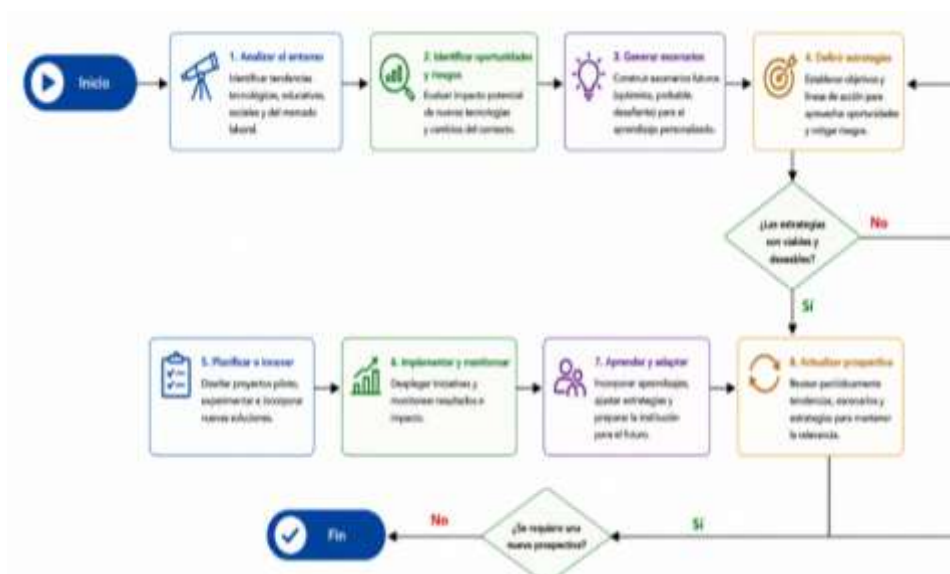 Inicio
1. Analizar el entorno
Identificar tendencias
tecnológicas, educativas,
sociales y del mercado
laboral.
2. Identificar oportunidades
y riesgos
Evaluar impacto potencial
de nuevas tecnologías
y cambios del contexto.
3. Generar escenarios
Construir escenarios futuros
(optimista, probable,
desafiante) para el
aprendizaje personalizado.
4. Definir estrategias
Establecer objetivos y
líneas de acción para
aprovechar oportunidades
y mitigar riesgos.
¿Las estrategias
son viables y
deseables?
No
Sí
5. Planificar e innovar
Diseñar proyectos piloto,
experimentar e incorporar
nuevas soluciones.
6. Implementar y monitorear
Desplegar iniciativas y
monitorear resultados e
impacto.
7. Aprender y adaptar
Incorporar aprendizajes,
ajustar estrategias y
preparar la institución
para el futuro.
8. Actualizar prospectiva
Revisar periódicamente
tendencias, escenarios y
estrategias para mantener
la relevancia.
Fin
No
¿Se requiere una
nueva prospectiva?
Sí